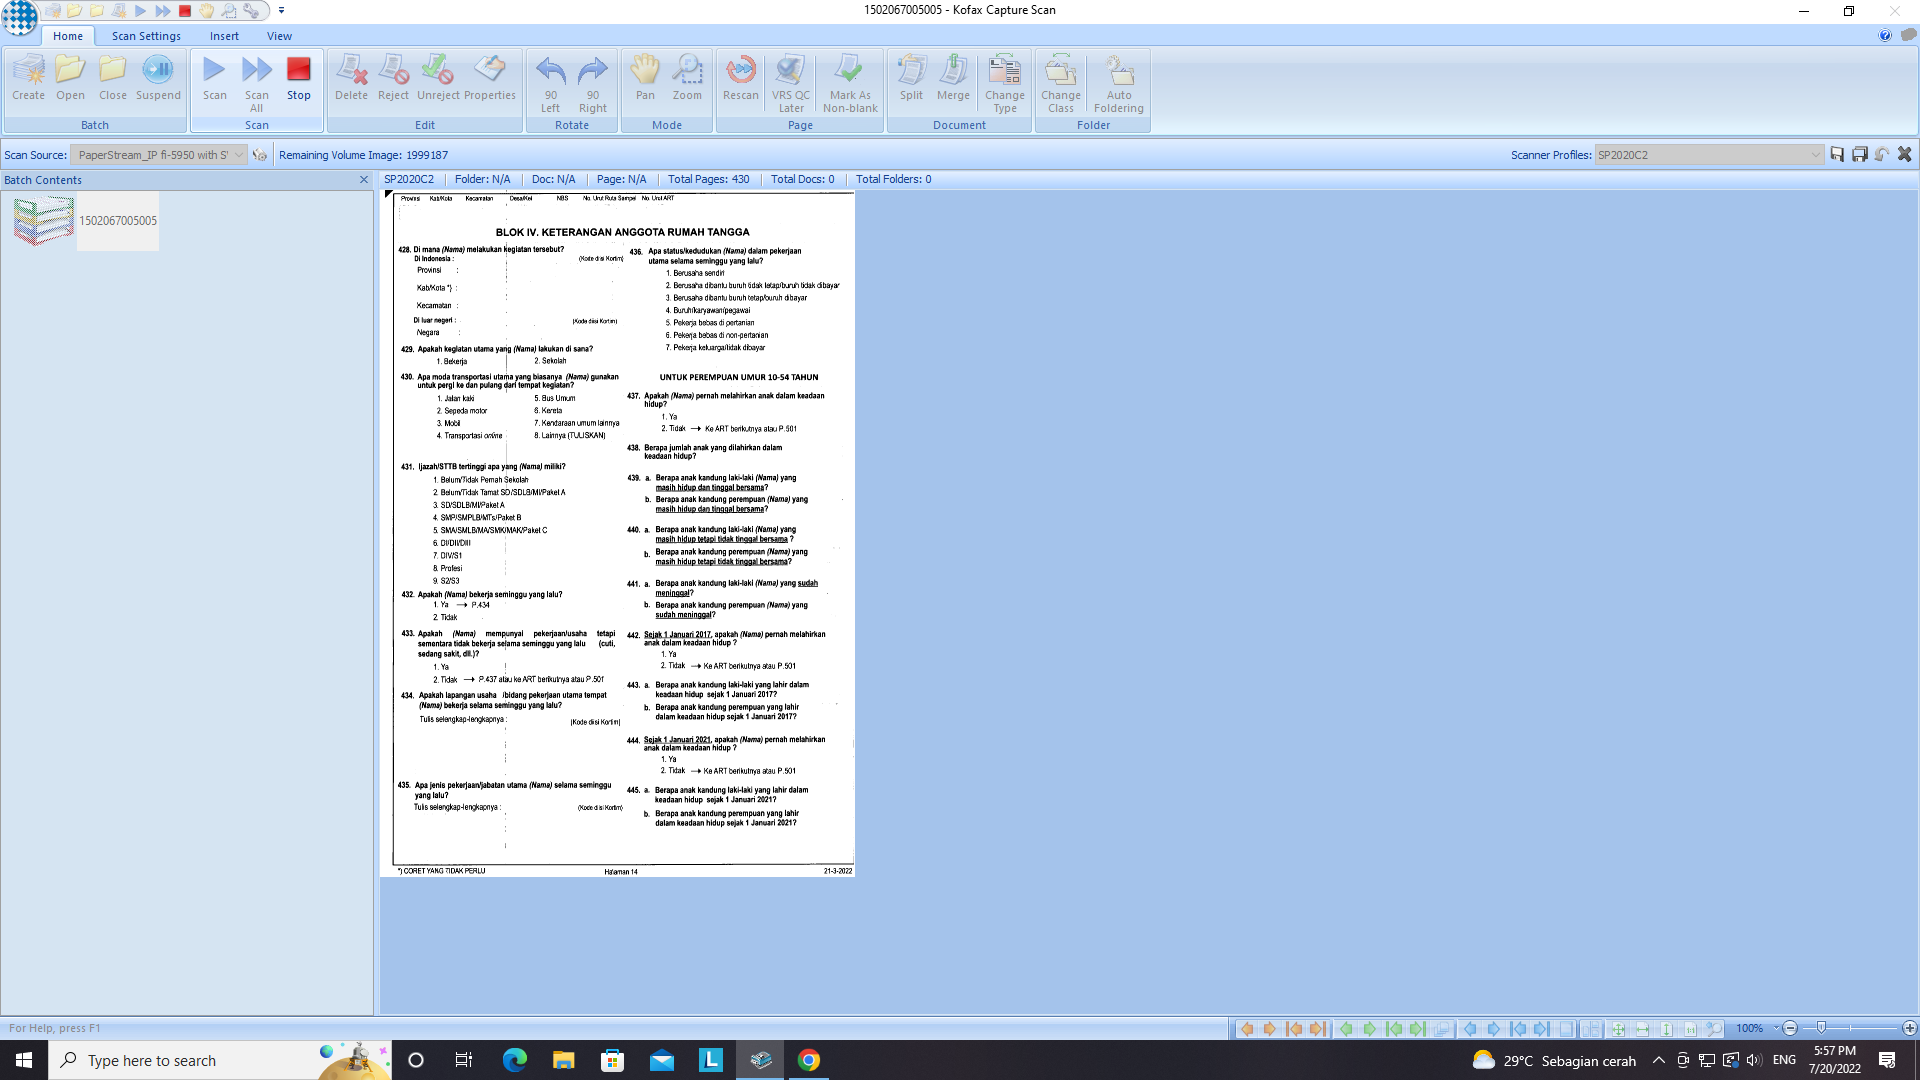 1502067005005 - Kofax Capture Scan
Home
Scan Settings
Insert
View
Create
Open
Close
Suspend
Batch
Scan
Scan All
Stop
Scan
Delete
Reject
Unreject
Properties
Edit
90 Left
90 Right
Rotate
Pan
Zoom
Mode
Rescan
VRS QC Later
Mark As Non-blank
Page
Split
Merge
Change Type
Document
Change Class
Auto Foldering
Folder
Scan Source:
PaperStream_IP fi-5950 with S
Remaining Volume Image: 1999187
Scanner Profiles:
SP2020C2
Batch Contents
SP2020C2
Folder: N/A
Doc: N/A
Page: N/A
Total Pages: 430
Total Docs: 0
Total Folders: 0
1502067005005
Provinsi Kab/Kota Kecamatan Desa/Kel NBS No. Urut Ruta Sampel No. Urut ART
BLOK IV. KETERANGAN ANGGOTA RUMAH TANGGA
428. Di mana (Nama) melakukan kegiatan tersebut?
Di Indonesia : (Kode diisi Kortim)
Provinsi :
Kab/Kota *) :
Kecamatan :
Di luar negeri : (Kode diisi Kortim)
Negara :
429. Apakah kegiatan utama yang (Nama) lakukan di sana?
1. Bekerja 2. Sekolah
430. Apa moda transportasi utama yang biasanya (Nama) gunakan
untuk pergi ke dan pulang dari tempat kegiatan?
1. Jalan kaki 5. Bus Umum
2. Sepeda motor 6. Kereta
3. Mobil 7. Kendaraan umum lainnya
4. Transportasi online 8. Lainnya (TULISKAN)
431. Ijazah/STTB tertinggi apa yang (Nama) miliki?
1. Belum/Tidak Pernah Sekolah
2. Belum/Tidak Tamat SD/SDLB/MI/Paket A
3. SD/SDLB/MI/Paket A
4. SMP/SMPLB/MTs/Paket B
5. SMA/SMLB/MA/SMK/MAK/Paket C
6. DI/DII/DIII
7. DIV/S1
8. Profesi
9. S2/S3
432. Apakah (Nama) bekerja seminggu yang lalu?
1. Ya → P.434
2. Tidak
433. Apakah (Nama) mempunyai pekerjaan/usaha tetapi
sementara tidak bekerja selama seminggu yang lalu (cuti,
sedang sakit, dll.)?
1. Ya
2. Tidak → P.437 atau ke ART berikutnya atau P.501
434. Apakah lapangan usaha /bidang pekerjaan utama tempat
(Nama) bekerja selama seminggu yang lalu?
Tulis selengkap-lengkapnya : (Kode diisi Kortim)
435. Apa jenis pekerjaan/jabatan utama (Nama) selama seminggu
yang lalu?
Tulis selengkap-lengkapnya : (Kode diisi Kortim)
436. Apa status/kedudukan (Nama) dalam pekerjaan
utama selama seminggu yang lalu?
1. Berusaha sendiri
2. Berusaha dibantu buruh tidak tetap/buruh tidak dibayar
3. Berusaha dibantu buruh tetap/buruh dibayar
4. Buruh/karyawan/pegawai
5. Pekerja bebas di pertanian
6. Pekerja bebas di non-pertanian
7. Pekerja keluarga/tidak dibayar
UNTUK PEREMPUAN UMUR 10-54 TAHUN
437. Apakah (Nama) pernah melahirkan anak dalam keadaan
hidup?
1. Ya
2. Tidak → Ke ART berikutnya atau P.501
438. Berapa jumlah anak yang dilahirkan dalam
keadaan hidup?
439. a. Berapa anak kandung laki-laki (Nama) yang
masih hidup dan tinggal bersama?
b. Berapa anak kandung perempuan (Nama) yang
masih hidup dan tinggal bersama?
440. a. Berapa anak kandung laki-laki (Nama) yang
masih hidup tetapi tidak tinggal bersama ?
b. Berapa anak kandung perempuan (Nama) yang
masih hidup tetapi tidak tinggal bersama?
441. a. Berapa anak kandung laki-laki (Nama) yang sudah
meninggal?
b. Berapa anak kandung perempuan (Nama) yang
sudah meninggal?
442. Sejak 1 Januari 2017, apakah (Nama) pernah melahirkan
anak dalam keadaan hidup ?
1. Ya
2. Tidak → Ke ART berikutnya atau P.501
443. a. Berapa anak kandung laki-laki yang lahir dalam
keadaan hidup sejak 1 Januari 2017?
b. Berapa anak kandung perempuan yang lahir
dalam keadaan hidup sejak 1 Januari 2017?
444. Sejak 1 Januari 2021, apakah (Nama) pernah melahirkan
anak dalam keadaan hidup ?
1. Ya
2. Tidak → Ke ART berikutnya atau P.501
445. a. Berapa anak kandung laki-laki yang lahir dalam
keadaan hidup sejak 1 Januari 2021?
b. Berapa anak kandung perempuan yang lahir
dalam keadaan hidup sejak 1 Januari 2021?
*) CORET YANG TIDAK PERLU
Halaman 14
21-3-2022
For Help, press F1
100%
Type here to search
L
29°C Sebagian cerah
ENG
5:57 PM
7/20/2022